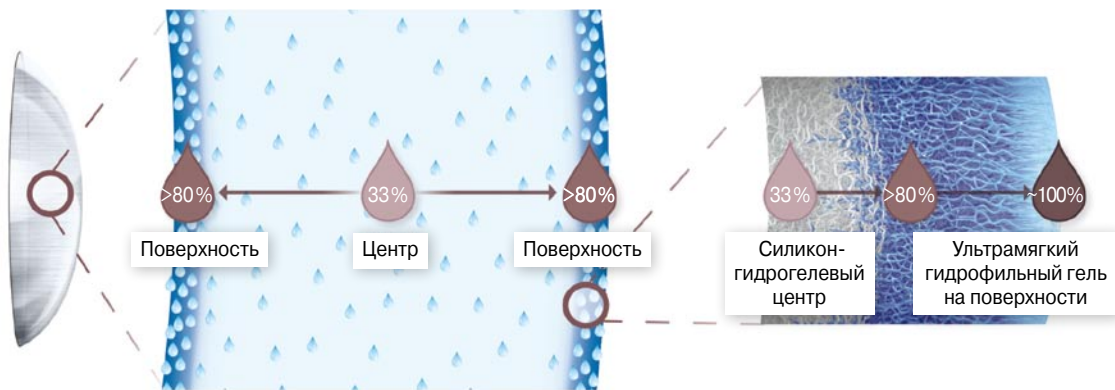 >80%
33%
>80%
Поверхность
Центр
Поверхность
33%
>80%
~100%
Силикон-
гидрогелевый
центр
Ультрамягкий
гидрофильный гель
на поверхности